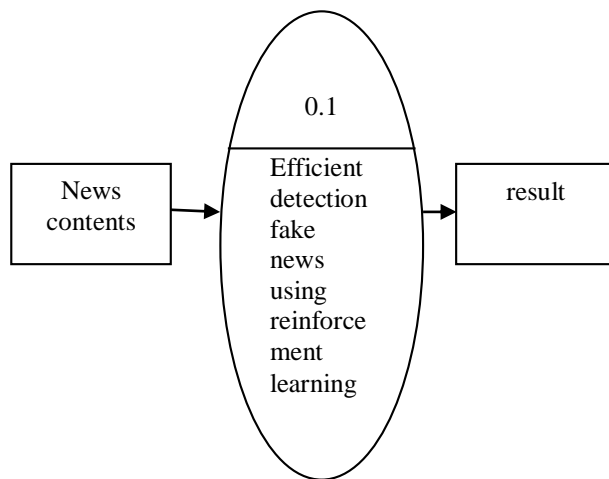 News
contents
0.1
Efficient
detection
fake
news
using
reinforce
ment
learning
result